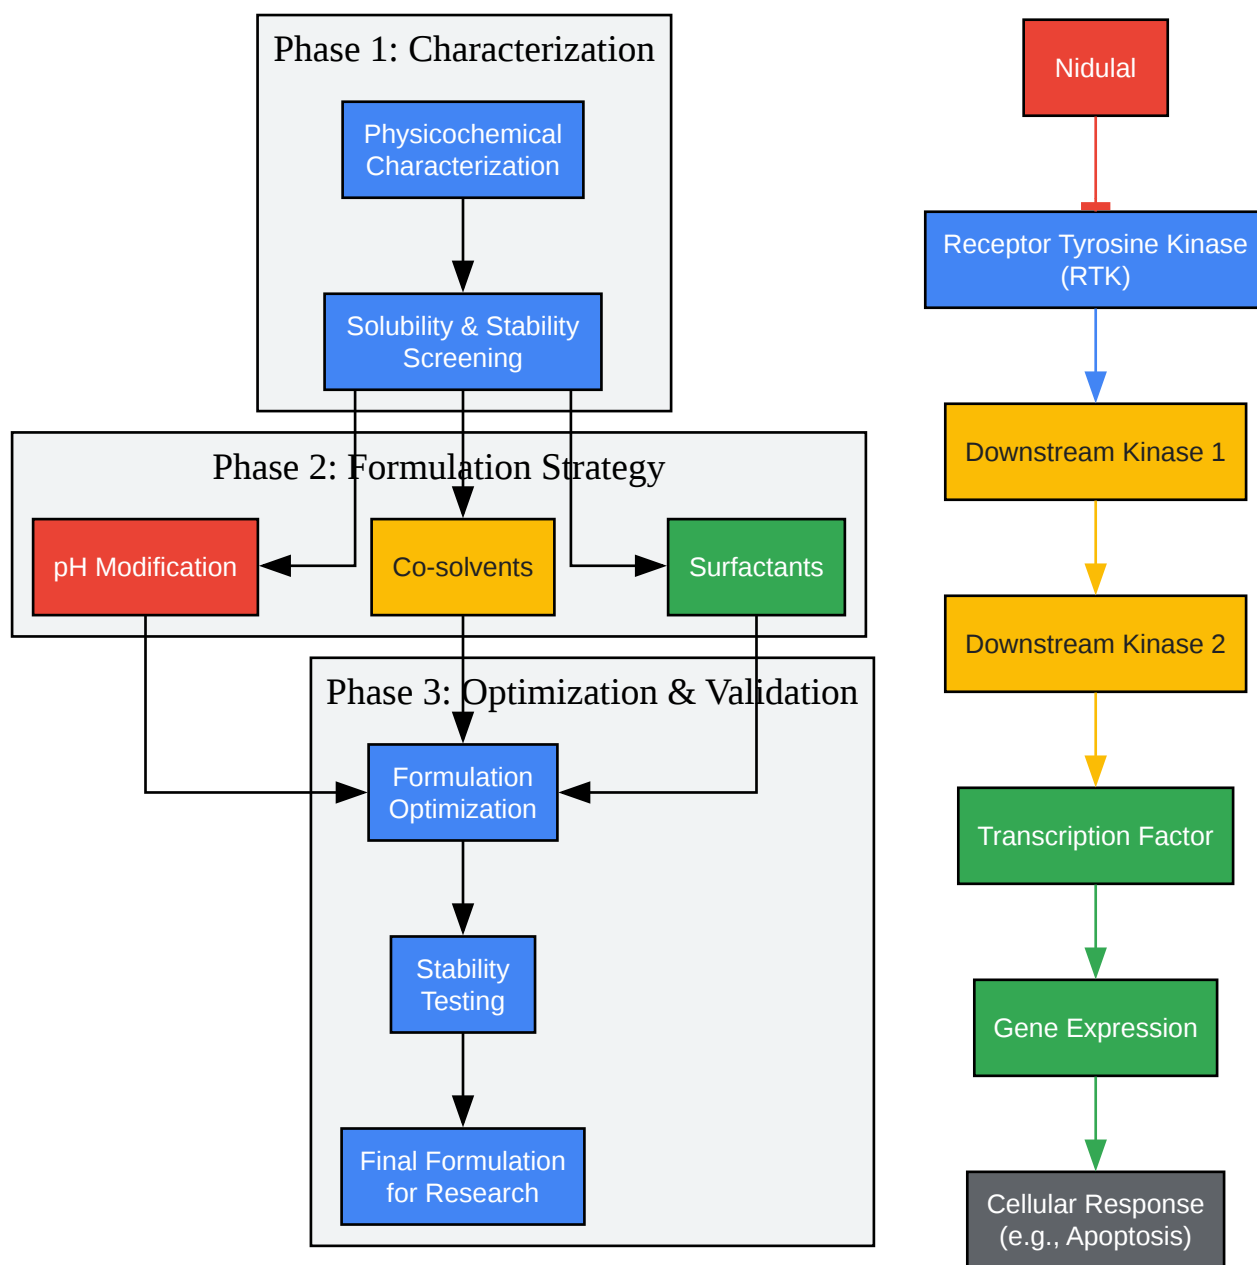 Phase 1: Characterization
Physicochemical
Characterization
Solubility & Stability
Screening
Phase 2: Formulation Strategy
pH Modification
Co-solvents
Surfactants
Phase 3: Optimization & Validation
Formulation
Optimization
Stability
Testing
Final Formulation
for Research
Nidulal
Receptor Tyrosine Kinase
(RTK)
Downstream Kinase 1
Downstream Kinase 2
Transcription Factor
Gene Expression
Cellular Response
(e.g., Apoptosis)